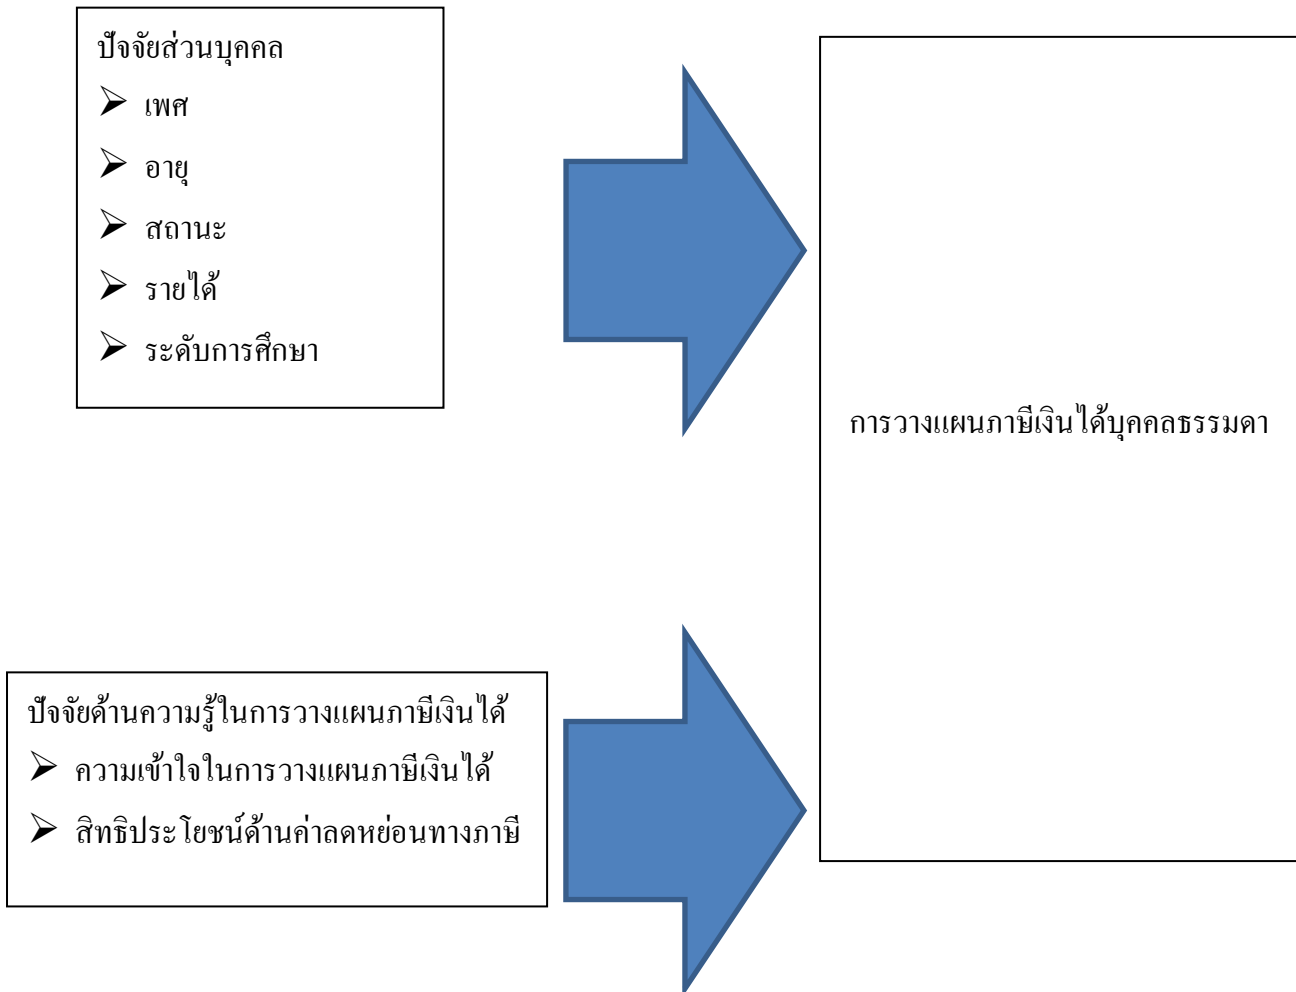 ปัจจัยส่วนบุคคล
➢ เพศ
➢ อายุ
➢ สถานะ
➢ รายได้
➢ ระดับการศึกษา
การวางแผนภาษีเงินได้บุคคลธรรมดา
ปัจจัยด้านความรู้ในการวางแผนภาษีเงินได้
➢ ความเข้าใจในการวางแผนภาษีเงินได้
➢ สิทธิประโยชน์ด้านค่าลดหย่อนทางภาษี